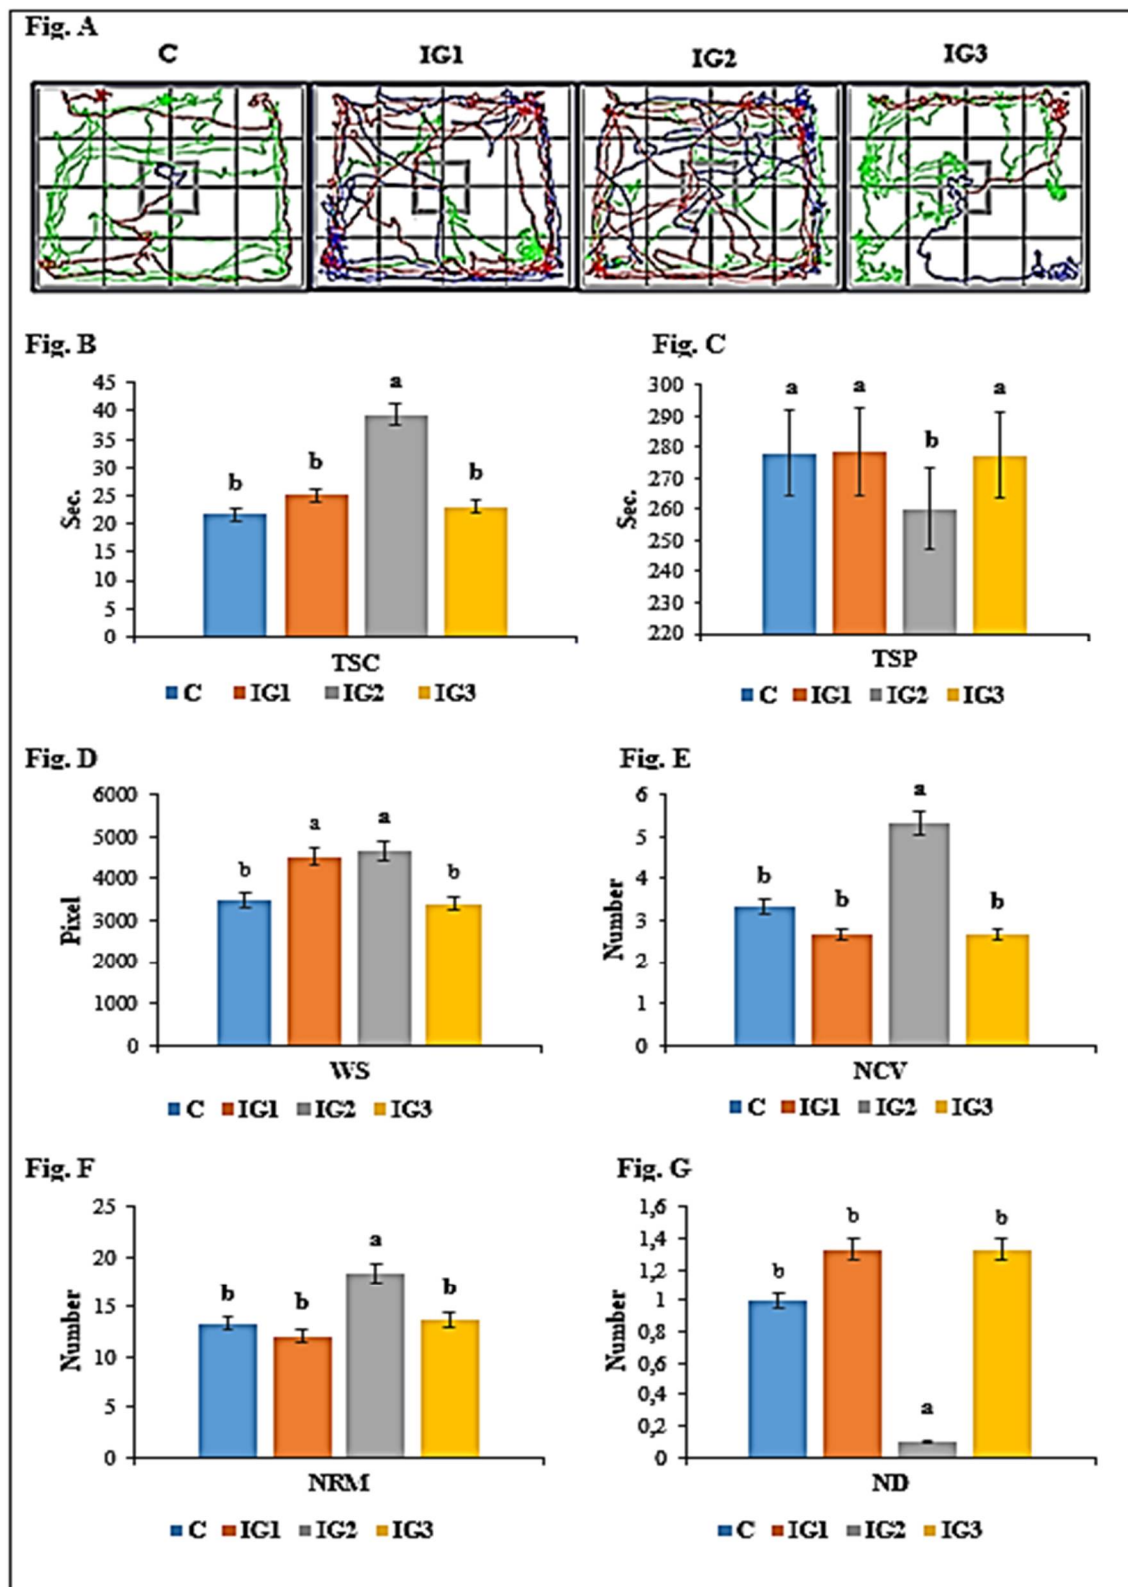 Fig. A
C IG1 IG2 IG3
Fig. B
Sec.
45
40
35
30
25
20
15
10
5
0
b
b
a
b
TSC
C IG1 IG2 IG3
Fig. C
Sec.
300
290
280
270
260
250
240
230
220
a
a
b
a
TSP
C IG1 IG2 IG3
Fig. D
Pixel
6000
5000
4000
3000
2000
1000
0
b
a
a
b
WS
C IG1 IG2 IG3
Fig. E
Number
6
5
4
3
2
1
0
b
b
a
b
NCV
C IG1 IG2 IG3
Fig. F
Number
25
20
15
10
5
0
b
b
a
b
NRM
C IG1 IG2 IG3
Fig. G
Number
1,6
1,4
1,2
1
0,8
0,6
0,4
0,2
0
b
b
a
b
ND
C IG1 IG2 IG3